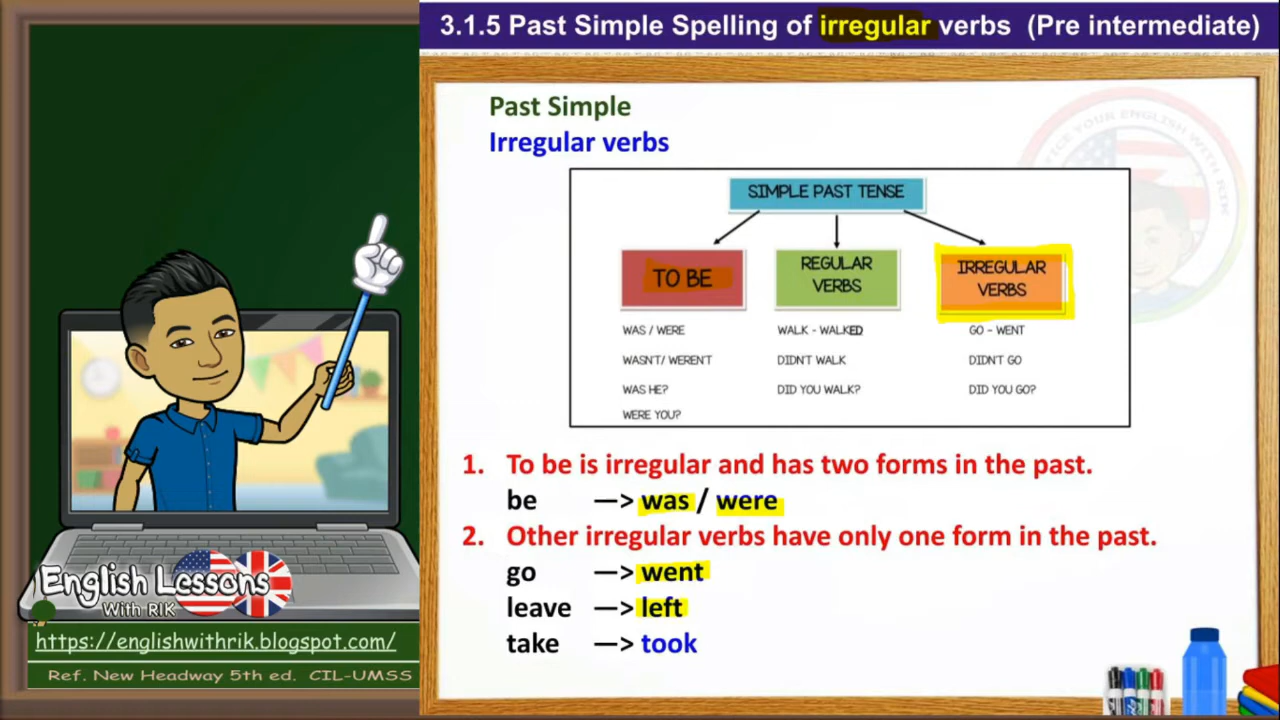 3.1.5 Past Simple Spelling of irregular verbs (Pre intermediate)
Past Simple
Irregular verbs
SIMPLE PAST TENSE
TO BE
WAS / WERE
WASN'T/ WEREN'T
WAS HE?
WERE YOU?
REGULAR
VERBS
WALK - WALKED
DIDN'T WALK
DID YOU WALK?
IRREGULAR
VERBS
GO - WENT
DIDN'T GO
DID YOU GO?
1. To be is irregular and has two forms in the past.
be —> was / were
2. Other irregular verbs have only one form in the past.
go —> went
leave —> left
take —> took
English Lessons
With RIK
https://englishwithrik.blogspot.com/
Ref. New Headway 5th ed. CIL-UMSS
YOUR ENGLISH WITH RIK